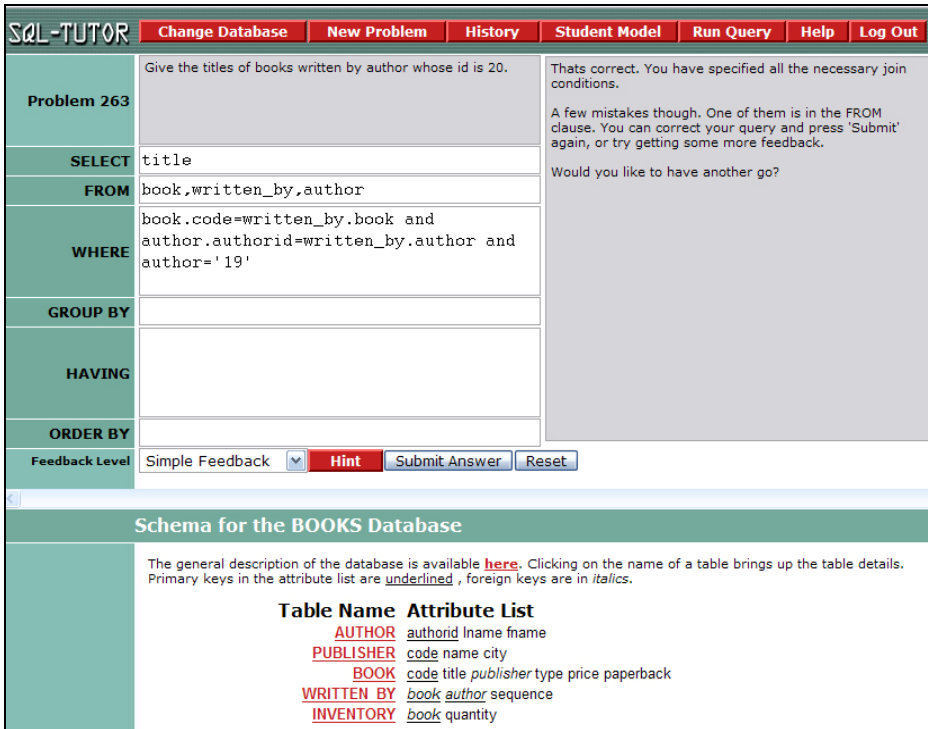 SQL-TUTOR Change Database New Problem History Student Model Run Query Help Log Out
Problem 263
Give the titles of books written by author whose id is 20.
Thats correct. You have specified all the necessary join
conditions.
A few mistakes though. One of them is in the FROM
clause. You can correct your query and press 'Submit'
again, or try getting some more feedback.
Would you like to have another go?
SELECT title
FROM book,written_by,author
WHERE
book.code=written_by.book and
author.authorid=written_by.author and
author='19'
GROUP BY
HAVING
ORDER BY
Feedback Level Simple Feedback Hint Submit Answer Reset
Schema for the BOOKS Database
The general description of the database is available here. Clicking on the name of a table brings up the table details.
Primary keys in the attribute list are underlined , foreign keys are in italics.
Table Name Attribute List
AUTHOR authorid lname fname
PUBLISHER code name city
BOOK code title publisher type price paperback
WRITTEN BY book author sequence
INVENTORY book quantity